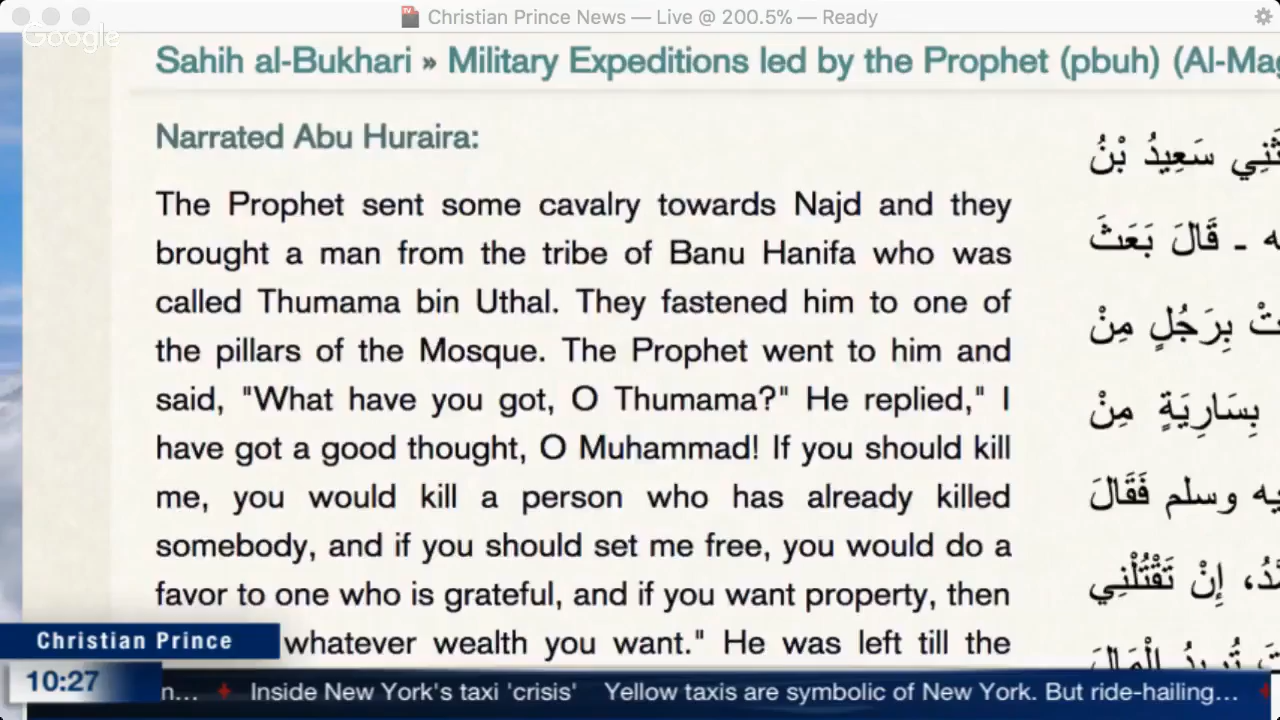 Christian Prince News — Live @ 200.5% — Ready
Google
Sahih al-Bukhari » Military Expeditions led by the Prophet (pbuh) (Al-Mag
Narrated Abu Huraira:
The Prophet sent some cavalry towards Najd and they
brought a man from the tribe of Banu Hanifa who was
called Thumama bin Uthal. They fastened him to one of
the pillars of the Mosque. The Prophet went to him and
said, "What have you got, O Thumama?" He replied," I
have got a good thought, O Muhammad! If you should kill
me, you would kill a person who has already killed
somebody, and if you should set me free, you would do a
favor to one who is grateful, and if you want property, then
whatever wealth you want." He was left till the
سَعِيدُ بْنُ
قَالَ بَعَثَ
بِرَجُلٍ مِنْ
بِسَارِيَةٍ مِنْ
وسلم فَقَالَ
إِنْ تَقْتُلْنِي
تُرِيدُ الْمَالَ
Christian Prince
10:27
n... Inside New York's taxi 'crisis' Yellow taxis are symbolic of New York. But ride-hailing...